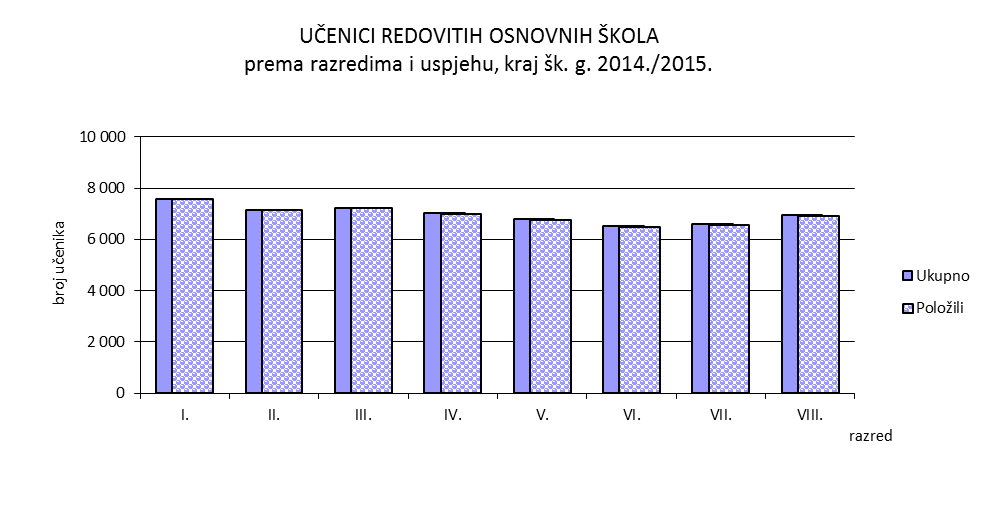 UČENICI REDOVITIH OSNOVNIH ŠKOLA
prema razredima i uspjehu, kraj šk. g. 2014./2015.
10 000
8 000
6 000
4 000
2 000
0
broj učenika
I.
II.
III.
IV.
V.
VI.
VII.
VIII.
razred
Ukupno
Položili